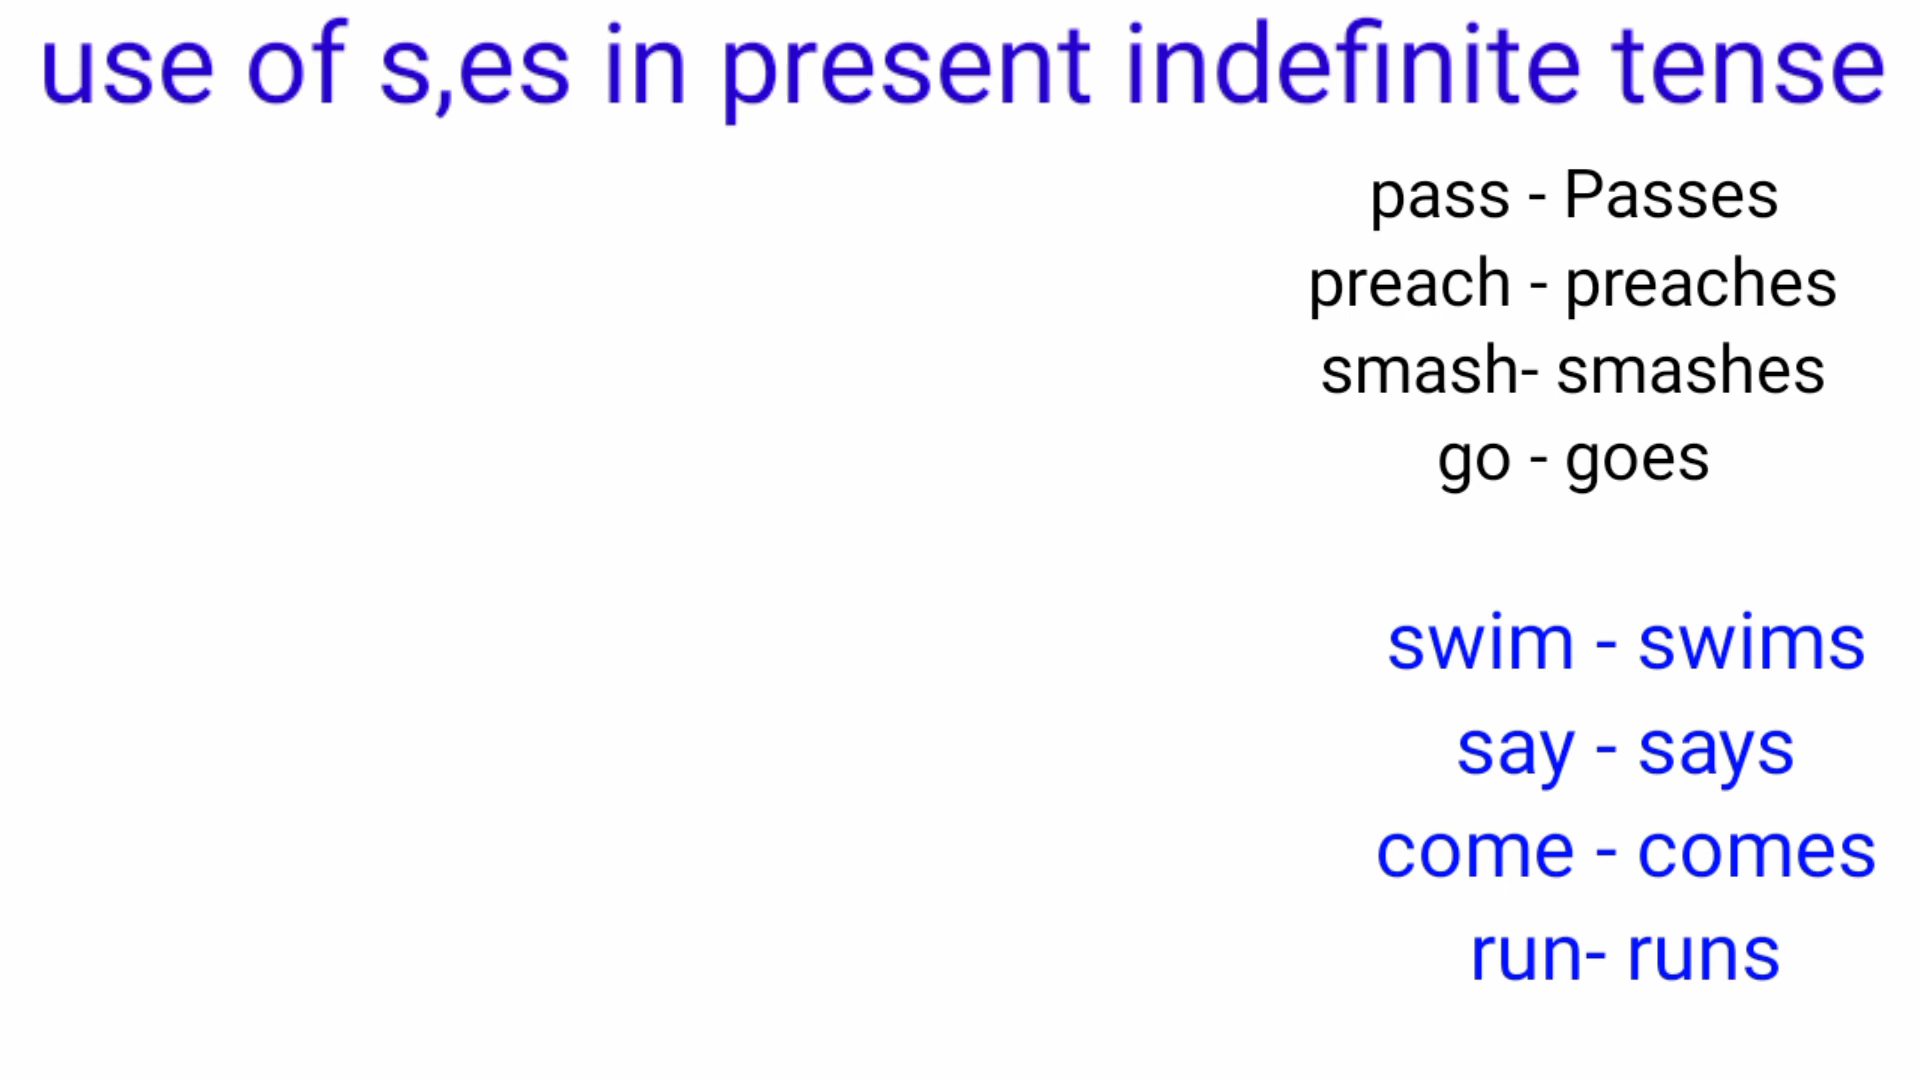 use of s,es in present indefinite tense
pass - Passes
preach - preaches
smash- smashes
go - goes
swim - swims
say - says
come - comes
run- runs